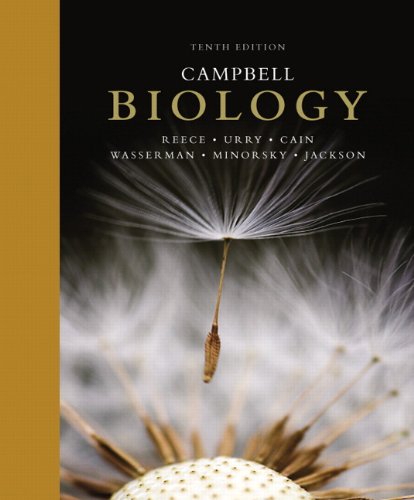 TENTH EDITION
CAMPBELL
BIOLOGY
REECE • URRY • CAIN
WASSERMAN • MINORSKY • JACKSON